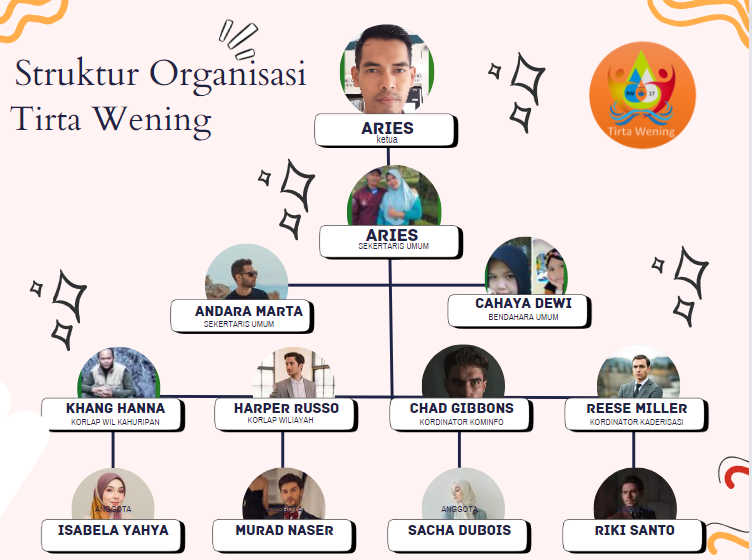 Struktur Organisasi
Tirta Wening
17
Tirta Wening
ARIES
ketua
ARIES
SEKERTARIS UMUM
ANDARA MARTA
SEKERTARIS UMUM
CAHAYA DEWI
BENDAHARA UMUM
KHANG HANNA
KORLAP WIL KAHURIPAN
HARPER RUSSO
KORLAP WILIAYAH
CHAD GIBBONS
KORDINATOR KOMINFO
REESE MILLER
KORDINATOR KADERISASI
ANGGOTA
ISABELA YAHYA
MURAD NASER
ANGGOTA
SACHA DUBOIS
RIKI SANTO